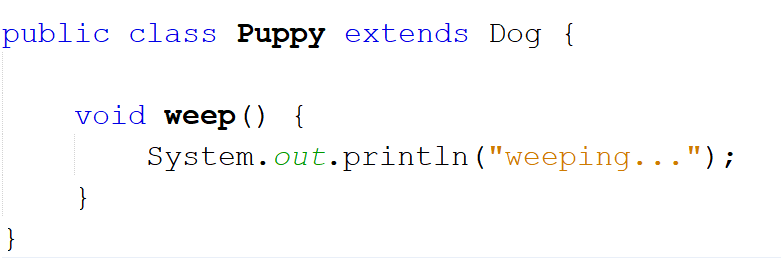 public class Puppy extends Dog {
void weep() {
System.out.println("weeping...");
}
}